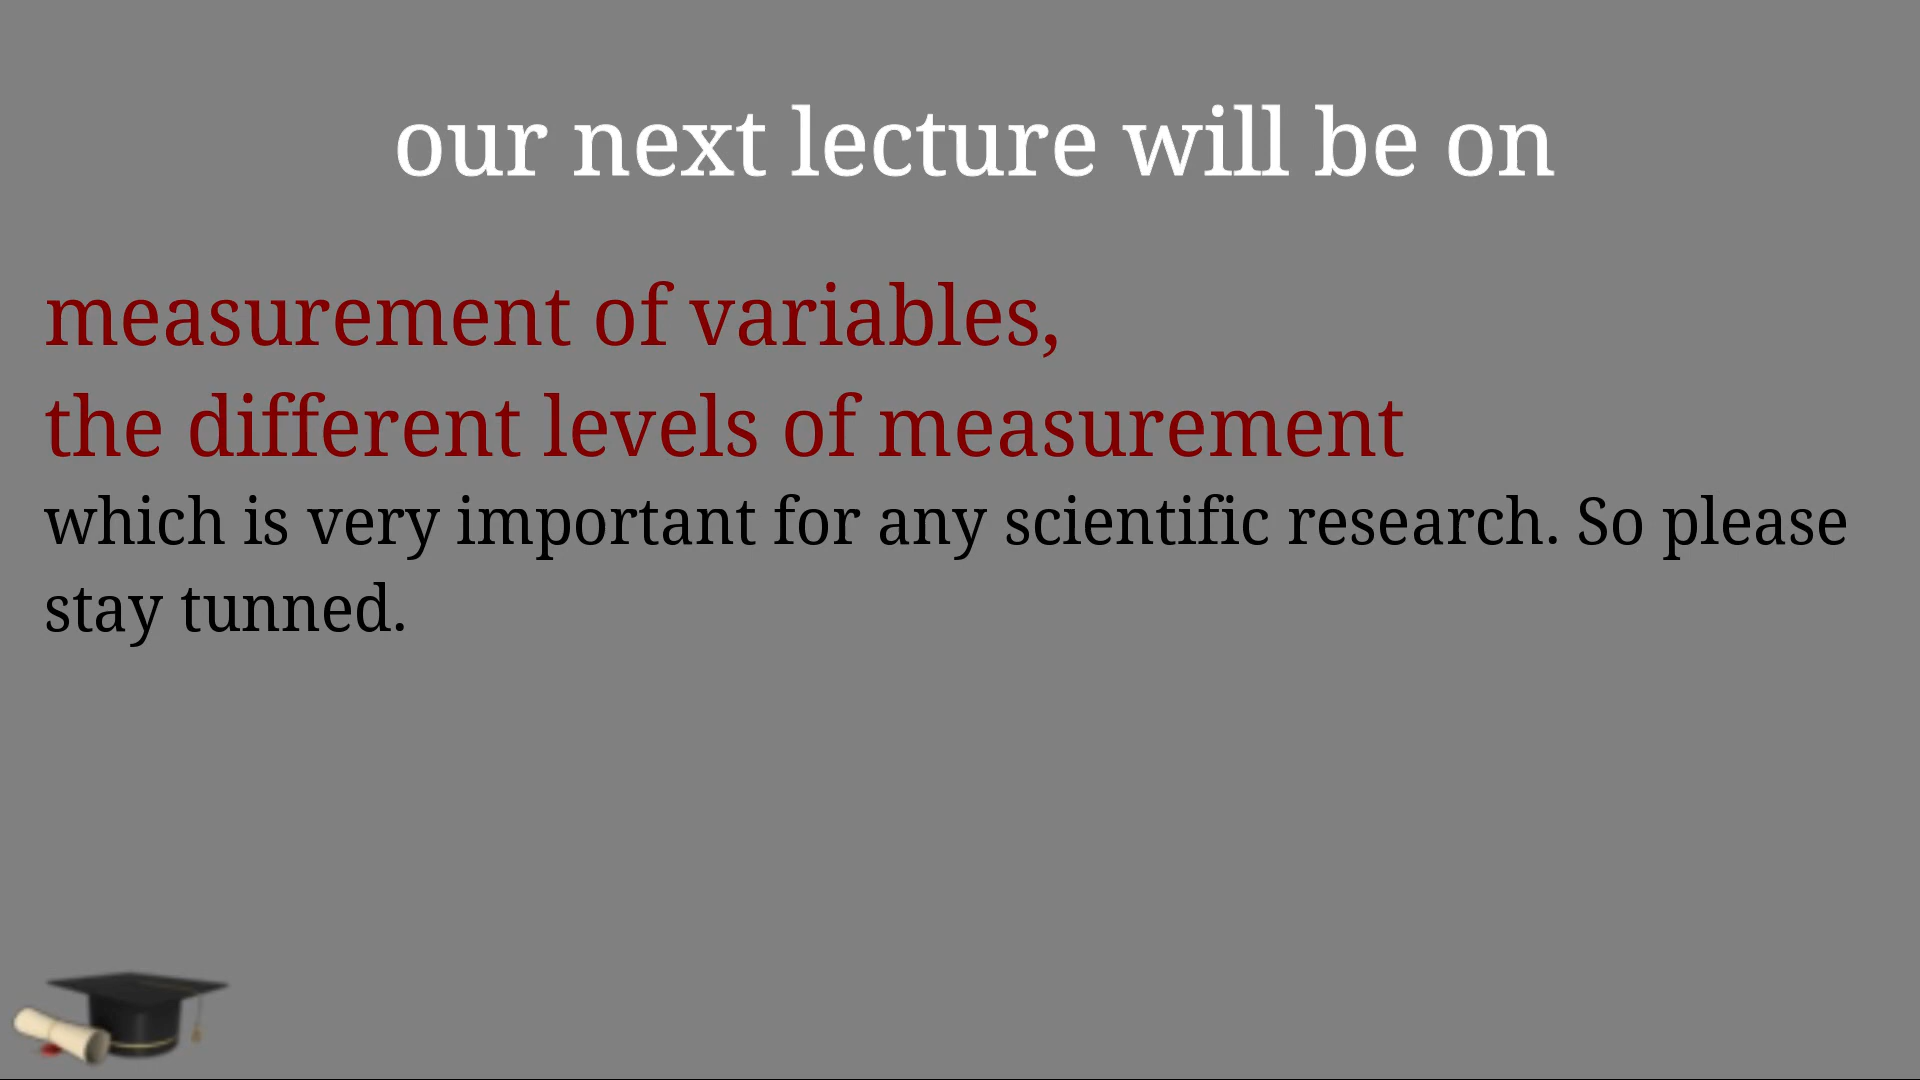 our next lecture will be on
measurement of variables,
the different levels of measurement
which is very important for any scientific research. So please
stay tunned.